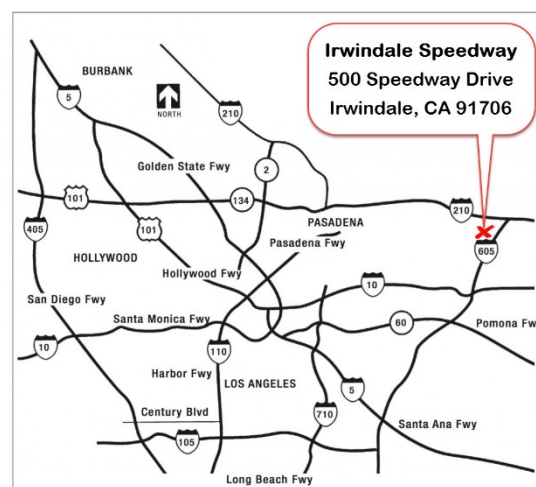 Irwindale Speedway
500 Speedway Drive
Irwindale, CA 91706
BURBANK
5
NORTH
210
Golden State Fwy
2
101
134
101
PASADENA
210
405
HOLLYWOOD
Pasadena Fwy
605
Hollywood Fwy
10
San Diego Fwy
Santa Monica Fwy
60
Pomona Fw
10
110
Harbor Fwy
LOS ANGELES
5
Century Blvd
710
Santa Ana Fwy
105
Long Beach Fwy